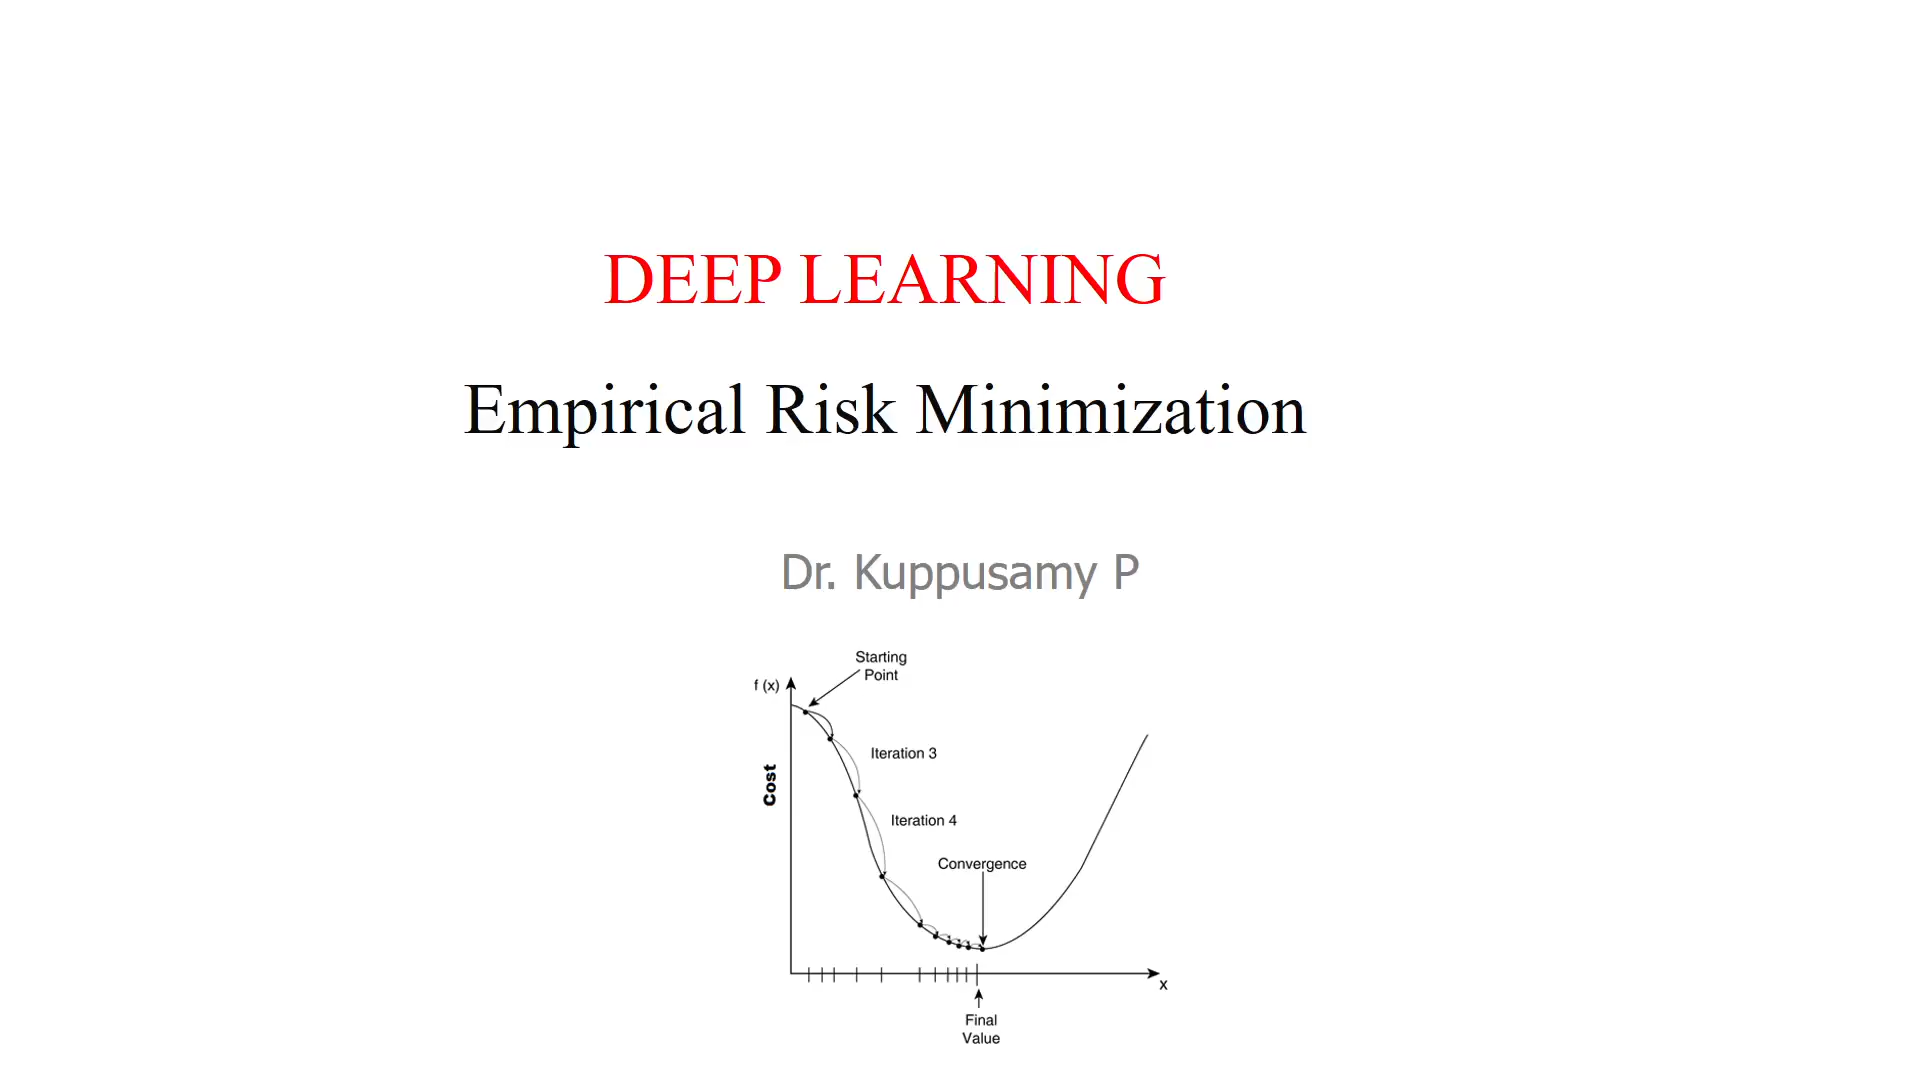 DEEP LEARNING
Empirical Risk Minimization
Dr. Kuppusamy P
Starting
Point
f (x)
Iteration 3
Cost
Iteration 4
Convergence
x
Final
Value